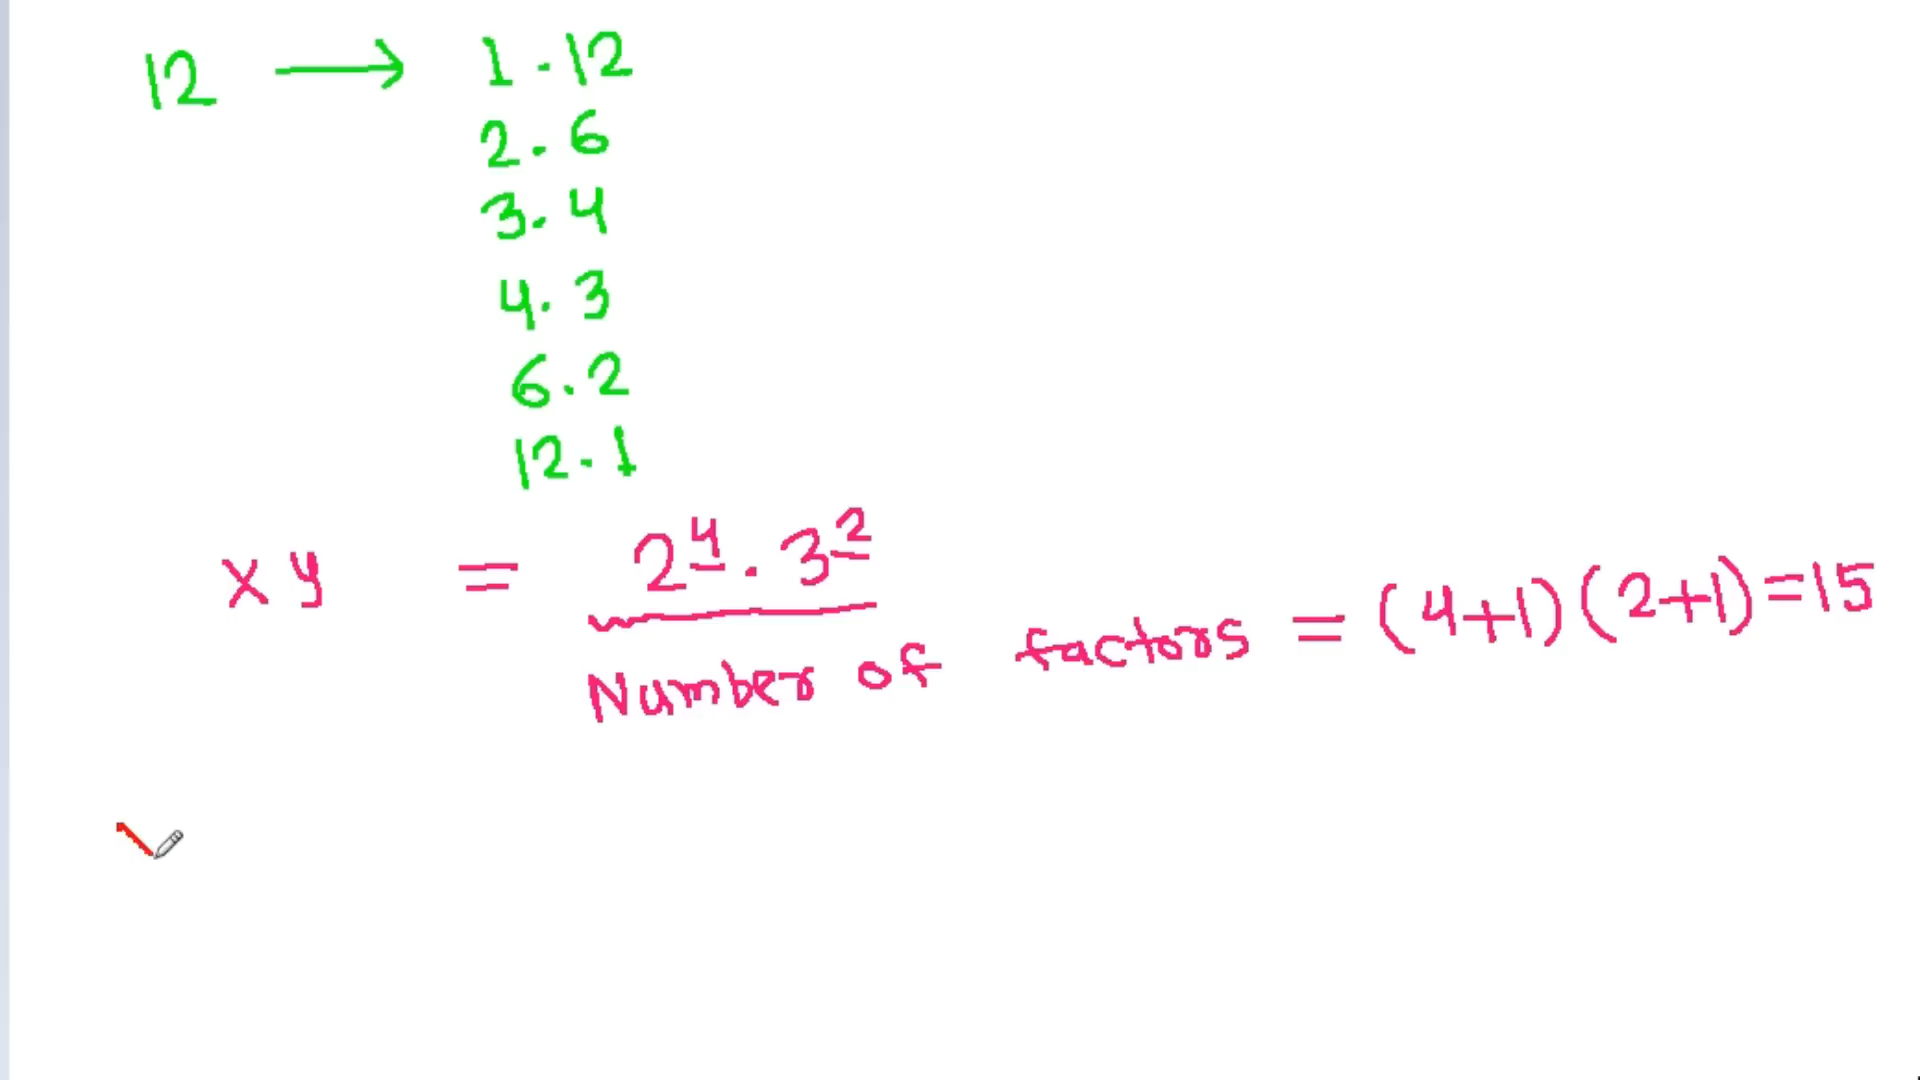 12 → 1 · 12
2 · 6
3 · 4
4 · 3
6 · 2
12 · 1
xy = 2⁴ · 3²
Number of factors = (4+1)(2+1)=15